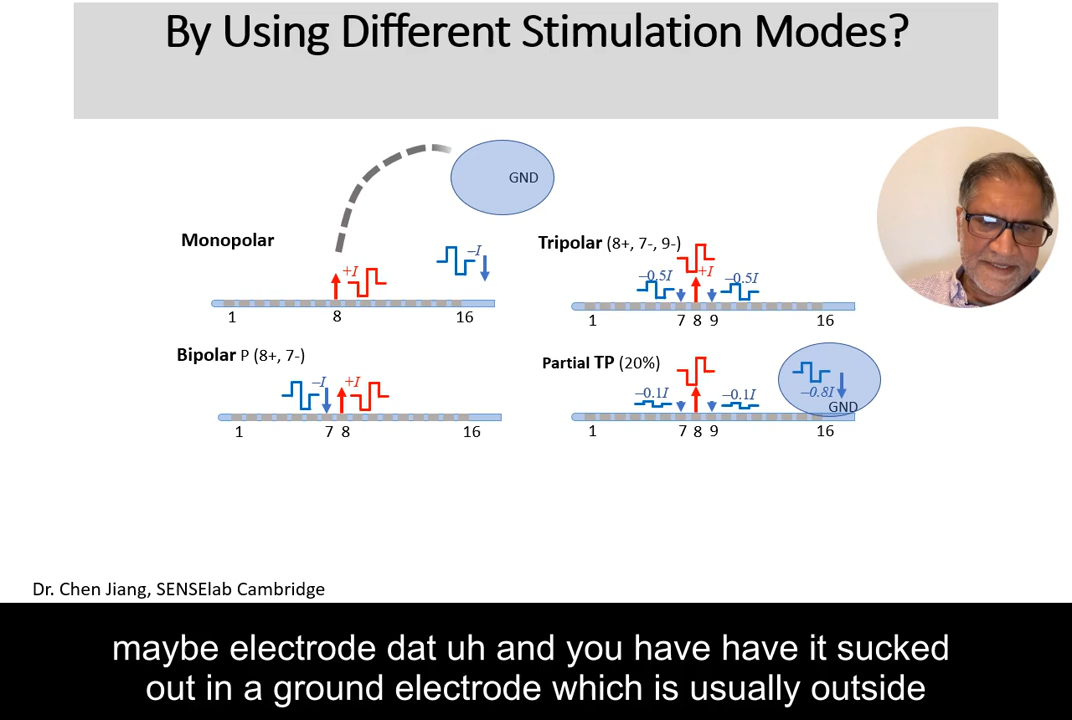 By Using Different Stimulation Modes?
GND
Monopolar
+I
−I
1 8 16
Tripolar (8+, 7-, 9-)
−0.5I +I −0.5I
1 7 8 9 16
Bipolar P (8+, 7-)
−I +I
1 7 8 16
Partial TP (20%)
−0.1I −0.1I −0.8I
GND
1 7 8 9 16
Dr. Chen Jiang, SENSElab Cambridge
maybe electrode dat uh and you have have it sucked
out in a ground electrode which is usually outside